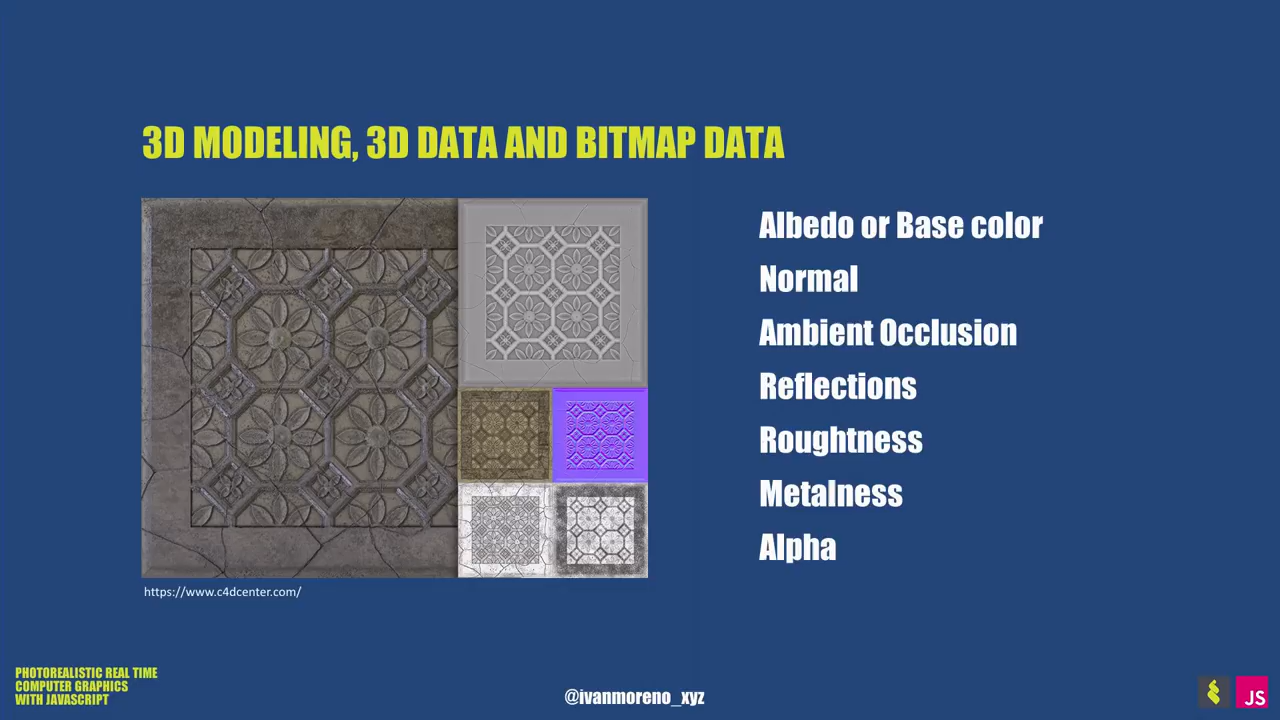 3D MODELING, 3D DATA AND BITMAP DATA
Albedo or Base color
Normal
Ambient Occlusion
Reflections
Roughtness
Metalness
Alpha
https://www.c4dcenter.com/
PHOTOREALISTIC REAL TIME
COMPUTER GRAPHICS
WITH JAVASCRIPT
@ivanmoreno_xyz
JS